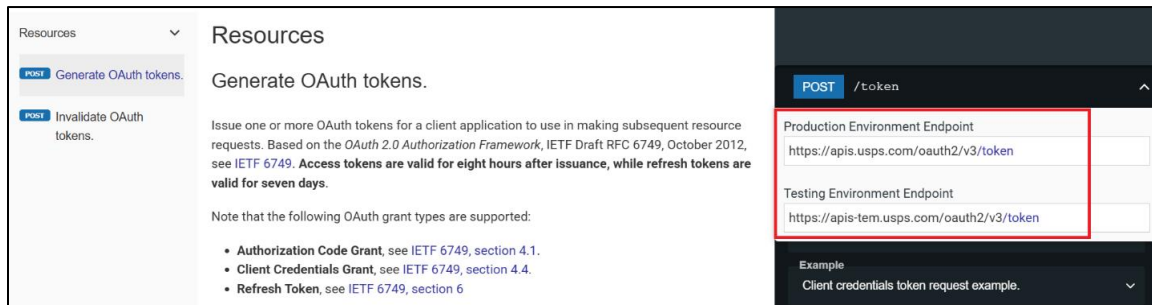 Resources
POST Generate OAuth tokens.
POST Invalidate OAuth
tokens.
Resources
Generate OAuth tokens.
Issue one or more OAuth tokens for a client application to use in making subsequent resource
requests. Based on the OAuth 2.0 Authorization Framework, IETF Draft RFC 6749, October 2012,
see IETF 6749. Access tokens are valid for eight hours after issuance, while refresh tokens are
valid for seven days.
Note that the following OAuth grant types are supported:
• Authorization Code Grant, see IETF 6749, section 4.1.
• Client Credentials Grant, see IETF 6749, section 4.4.
• Refresh Token, see IETF 6749, section 6
POST /token
Production Environment Endpoint
https://apis.usps.com/oauth2/v3/token
Testing Environment Endpoint
https://apis-tem.usps.com/oauth2/v3/token
Example
Client credentials token request example.